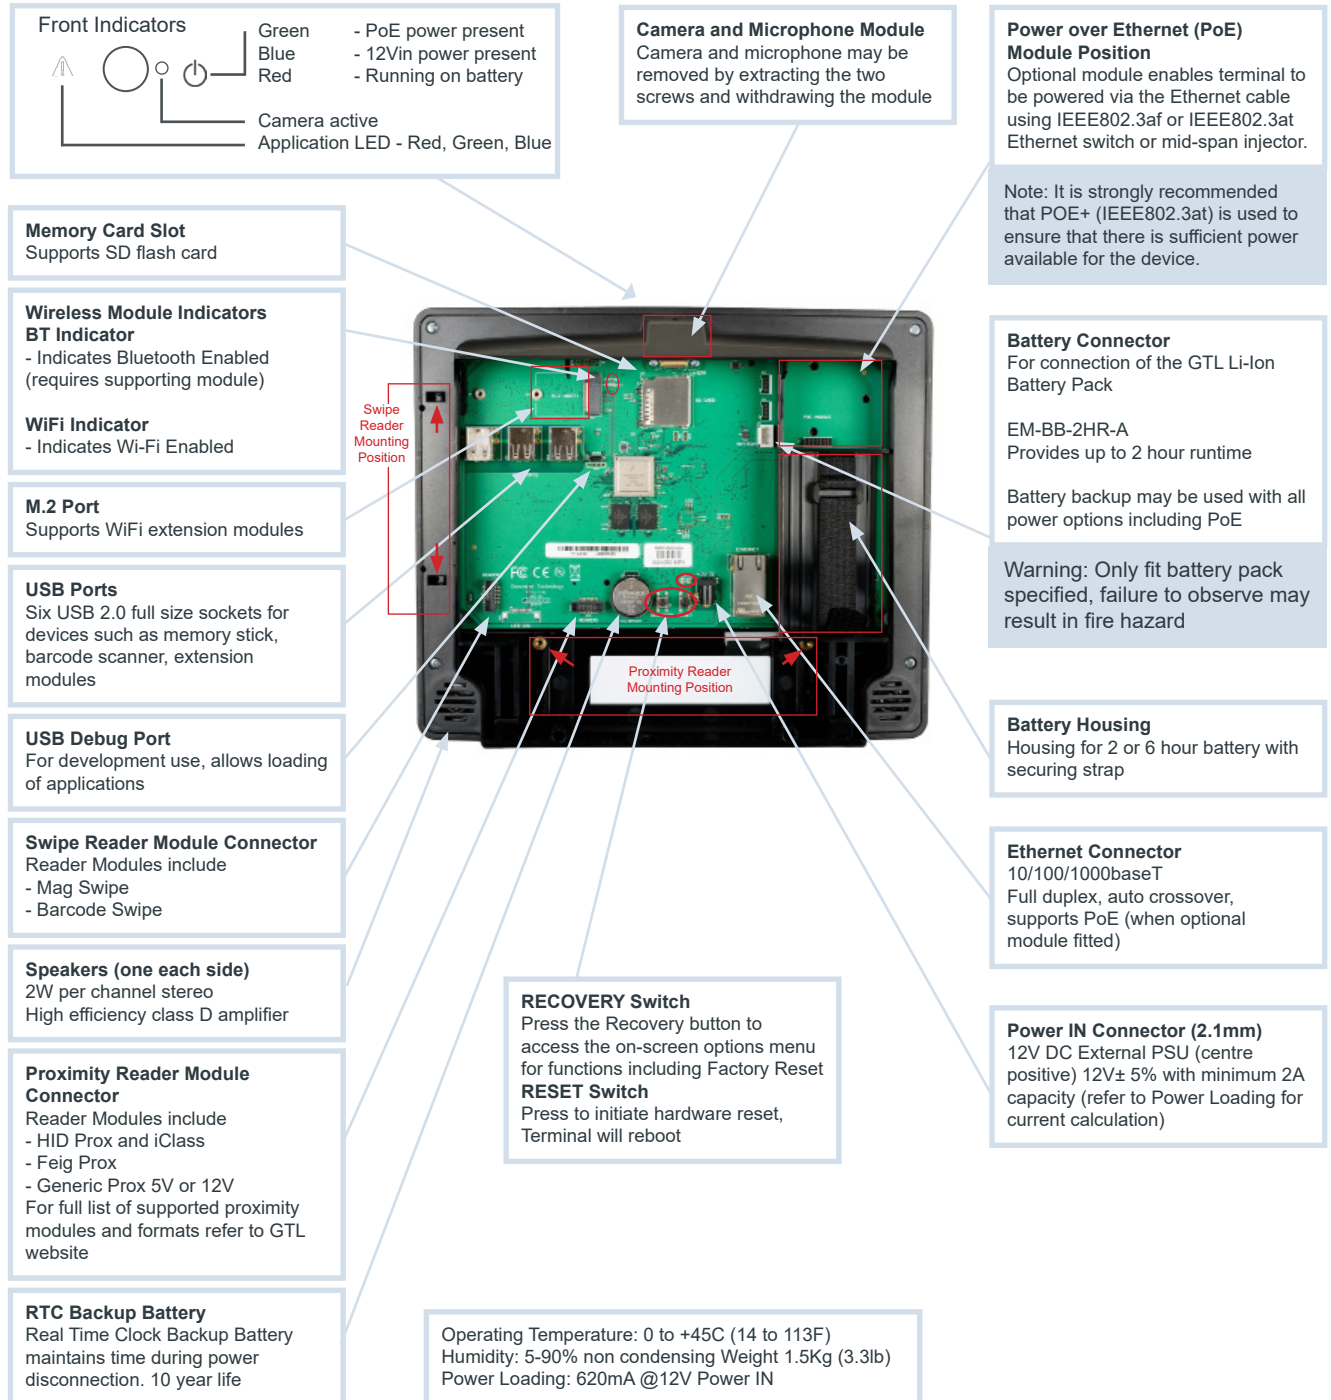 Front Indicators
Green - PoE power present
Blue - 12Vin power present
Red - Running on battery
Camera active
Application LED - Red, Green, Blue
Camera and Microphone Module
Camera and microphone may be
removed by extracting the two
screws and withdrawing the module
Power over Ethernet (PoE)
Module Position
Optional module enables terminal to
be powered via the Ethernet cable
using IEEE802.3af or IEEE802.3at
Ethernet switch or mid-span injector.
Note: It is strongly recommended
that POE+ (IEEE802.3at) is used to
ensure that there is sufficient power
available for the device.
Memory Card Slot
Supports SD flash card
Wireless Module Indicators
BT Indicator
- Indicates Bluetooth Enabled
(requires supporting module)
WiFi Indicator
- Indicates Wi-Fi Enabled
M.2 Port
Supports WiFi extension modules
USB Ports
Six USB 2.0 full size sockets for
devices such as memory stick,
barcode scanner, extension
modules
USB Debug Port
For development use, allows loading
of applications
Swipe Reader Module Connector
Reader Modules include
- Mag Swipe
- Barcode Swipe
Speakers (one each side)
2W per channel stereo
High efficiency class D amplifier
Proximity Reader Module
Connector
Reader Modules include
- HID Prox and iClass
- Feig Prox
- Generic Prox 5V or 12V
For full list of supported proximity
modules and formats refer to GTL
website
RTC Backup Battery
Real Time Clock Backup Battery
maintains time during power
disconnection. 10 year life
Swipe
Reader
Mounting
Position
ETHERNET
FC CE
Proximity Reader
Mounting Position
Battery Connector
For connection of the GTL Li-Ion
Battery Pack
EM-BB-2HR-A
Provides up to 2 hour runtime
Battery backup may be used with all
power options including PoE
Warning: Only fit battery pack
specified, failure to observe may
result in fire hazard
Battery Housing
Housing for 2 or 6 hour battery with
securing strap
Ethernet Connector
10/100/1000baseT
Full duplex, auto crossover,
supports PoE (when optional
module fitted)
Power IN Connector (2.1mm)
12V DC External PSU (centre
positive) 12V± 5% with minimum 2A
capacity (refer to Power Loading for
current calculation)
RECOVERY Switch
Press the Recovery button to
access the on-screen options menu
for functions including Factory Reset
RESET Switch
Press to initiate hardware reset,
Terminal will reboot
Operating Temperature: 0 to +45C (14 to 113F)
Humidity: 5-90% non condensing Weight 1.5Kg (3.3lb)
Power Loading: 620mA @12V Power IN